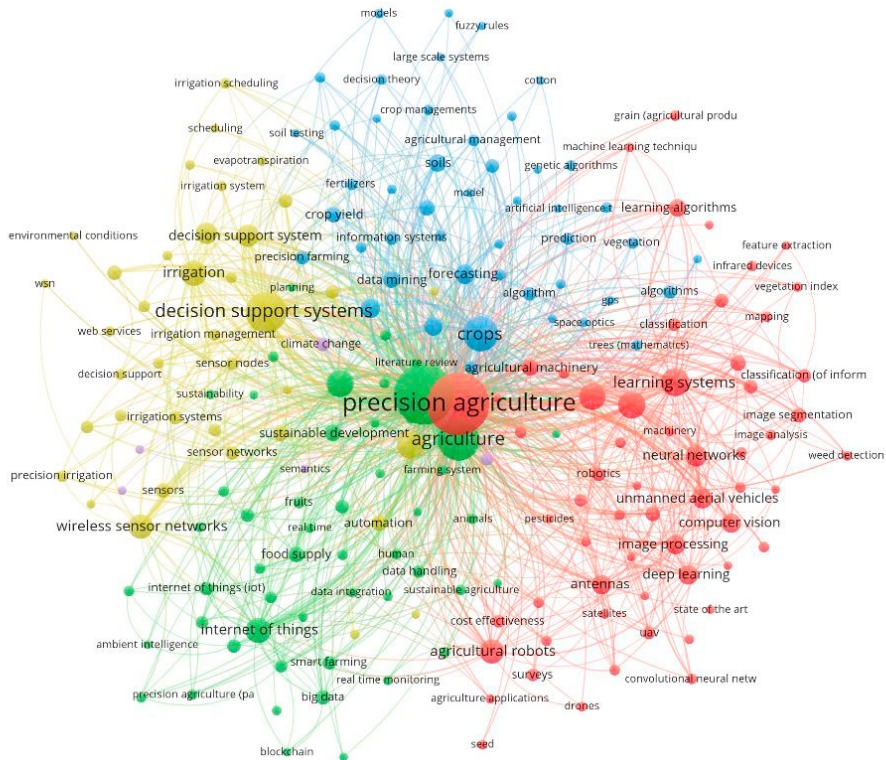 models
fuzzy rules
large scale systems
irrigation scheduling
decision theory
cotton
crop managements
grain (agricultural produ
scheduling
soil testing
agricultural management
machine learning techniqu
evapotranspiration
soils
genetic algorithms
irrigation system
fertilizers
model
crop yield
artificial intelligence t
learning algorithms
environmental conditions
decision support system
information systems
prediction
vegetation
feature extraction
precision farming
infrared devices
wsn
irrigation
data mining
forecasting
vegetation index
planning
algorithm
gps
algorithms
decision support systems
mapping
web services
irrigation management
crops
space optics
classification
climate change
trees (mathematics)
sensor nodes
literature review
agricultural machinery
decision support
classification (of inform
sustainability
learning systems
precision agriculture
irrigation systems
image segmentation
sustainable development
agriculture
machinery
image analysis
sensor networks
neural networks
weed detection
semantics
farming system
robotics
precision irrigation
sensors
fruits
unmanned aerial vehicles
wireless sensor networks
real time
automation
animals
pesticides
computer vision
food supply
human
image processing
data handling
deep learning
internet of things (iot)
data integration
sustainable agriculture
antennas
satellites
state of the art
internet of things
cost effectiveness
uav
ambient intelligence
agricultural robots
smart farming
surveys
real time monitoring
convolutional neural netw
precision agriculture (pa
big data
agriculture applications
drones
blockchain
seed